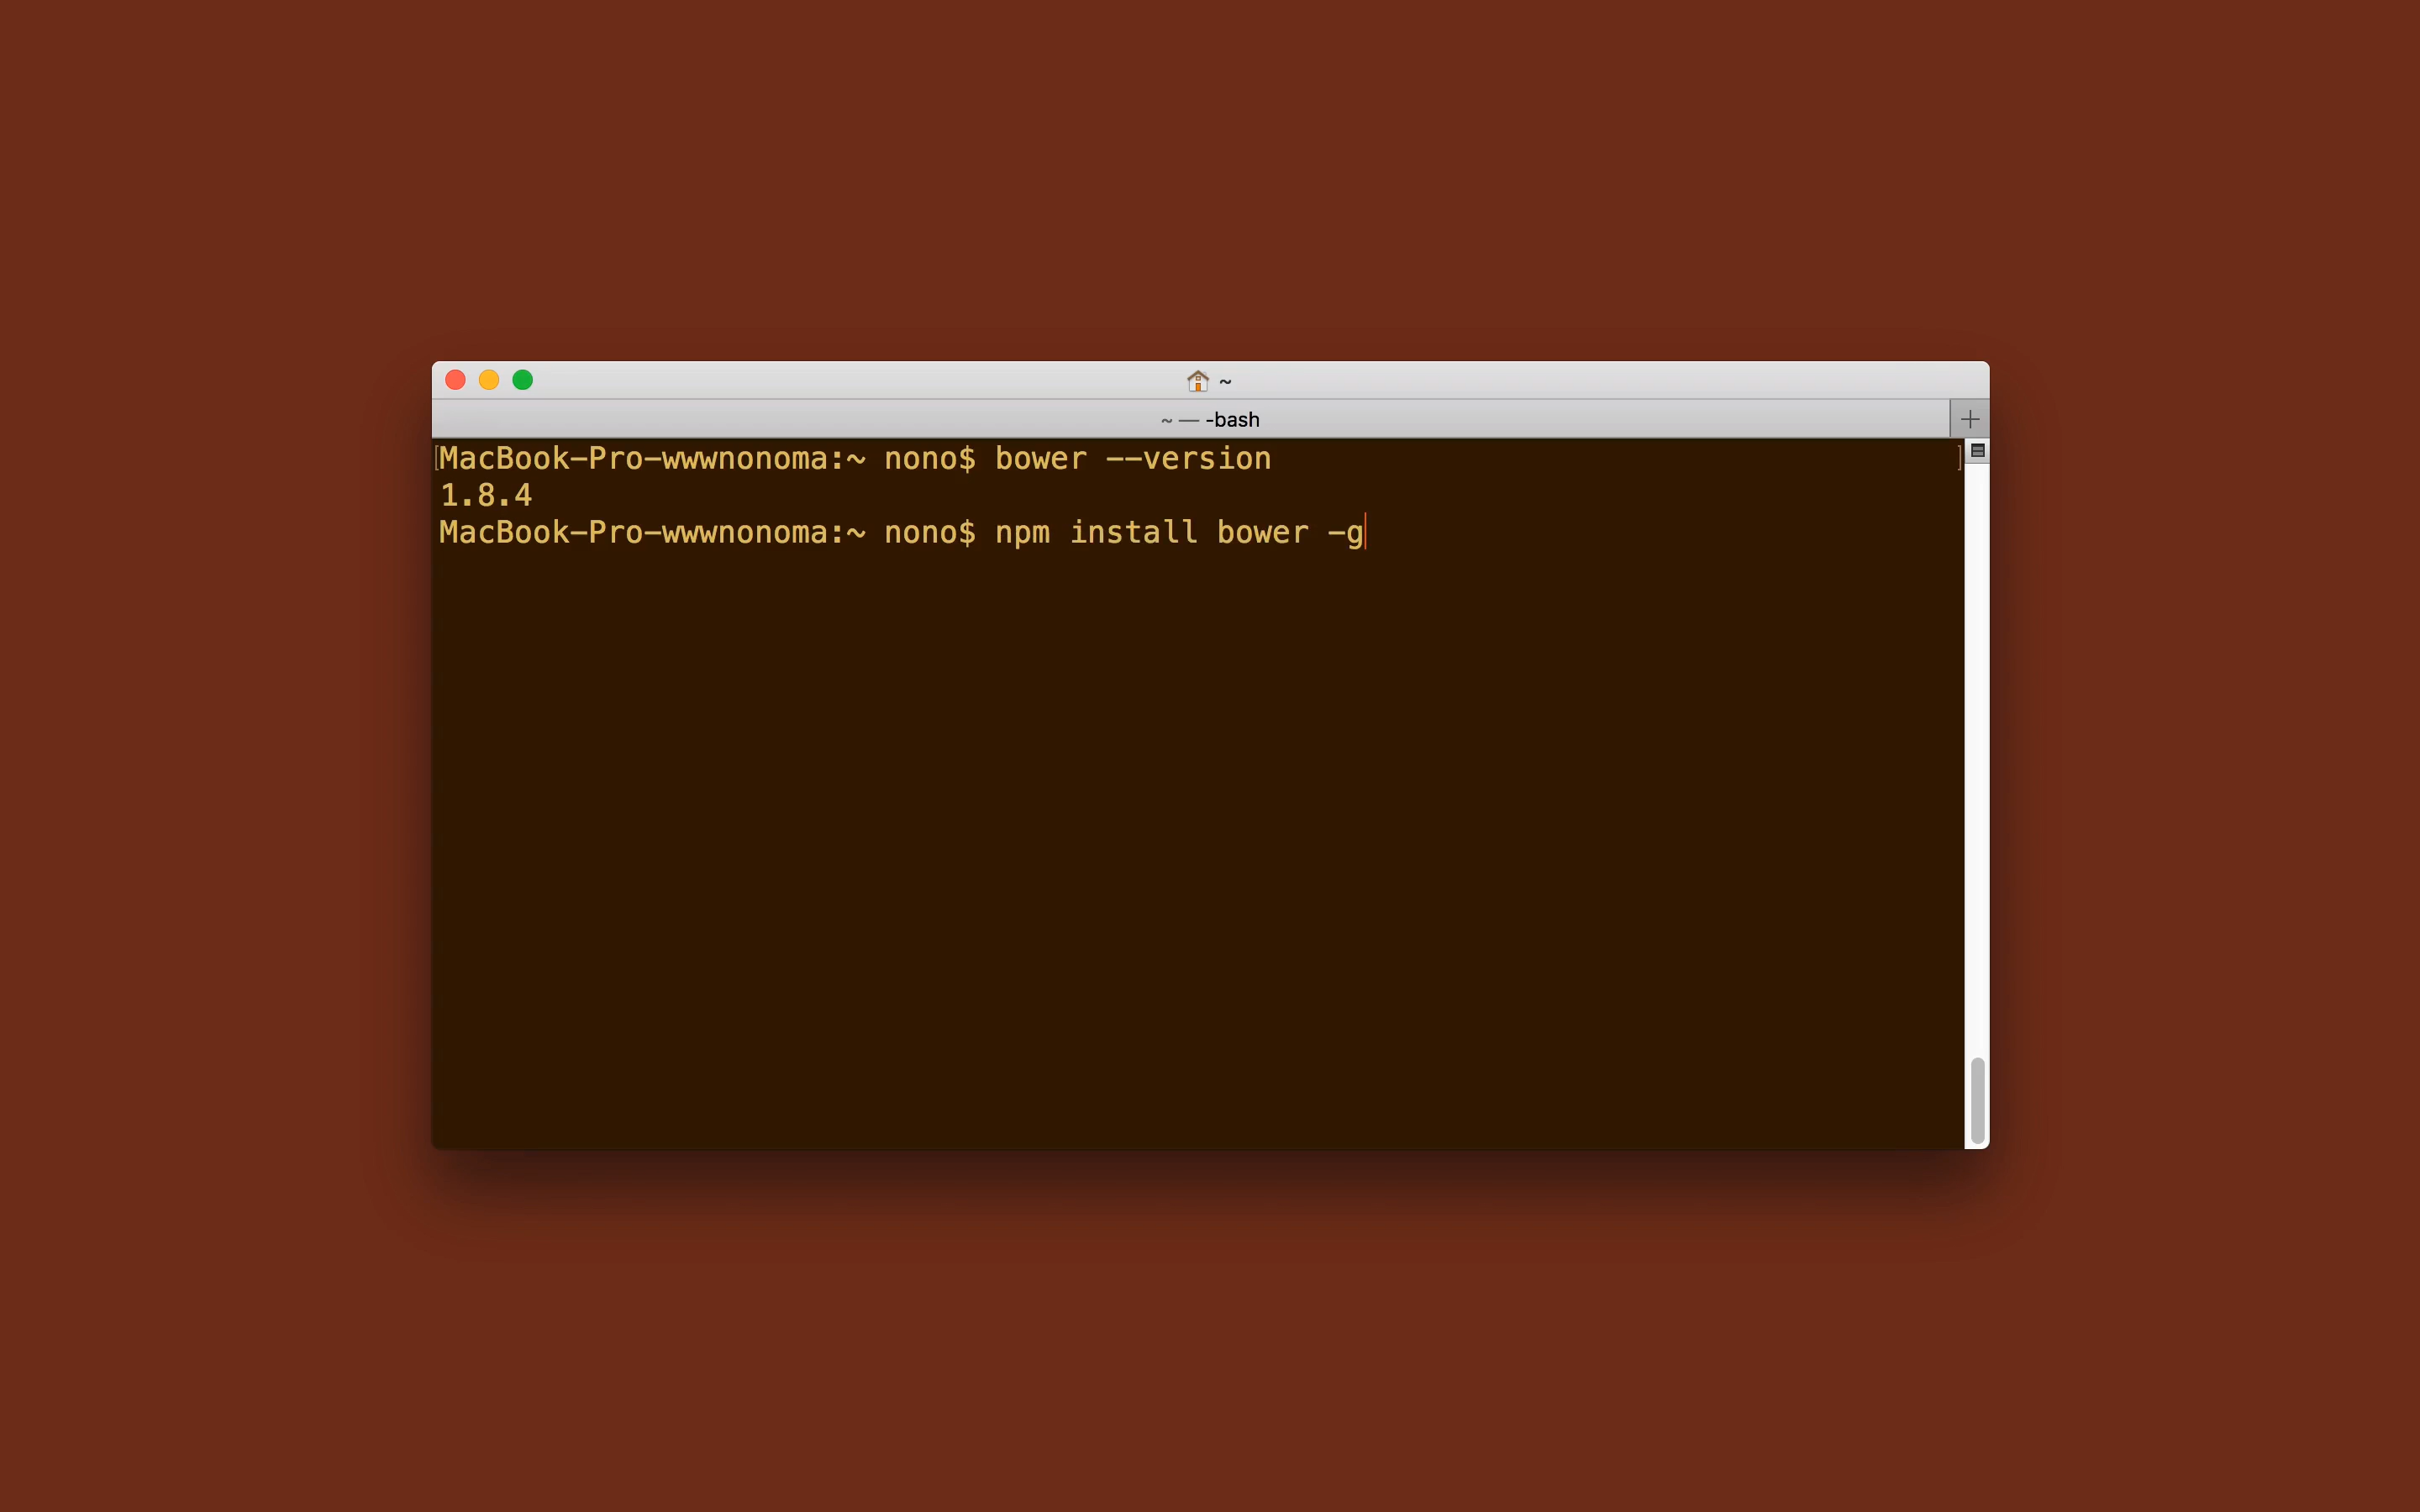 ~
~ — -bash
MacBook-Pro-wwwnonoma:~ nono$ bower --version
1.8.4
MacBook-Pro-wwwnonoma:~ nono$ npm install bower -g